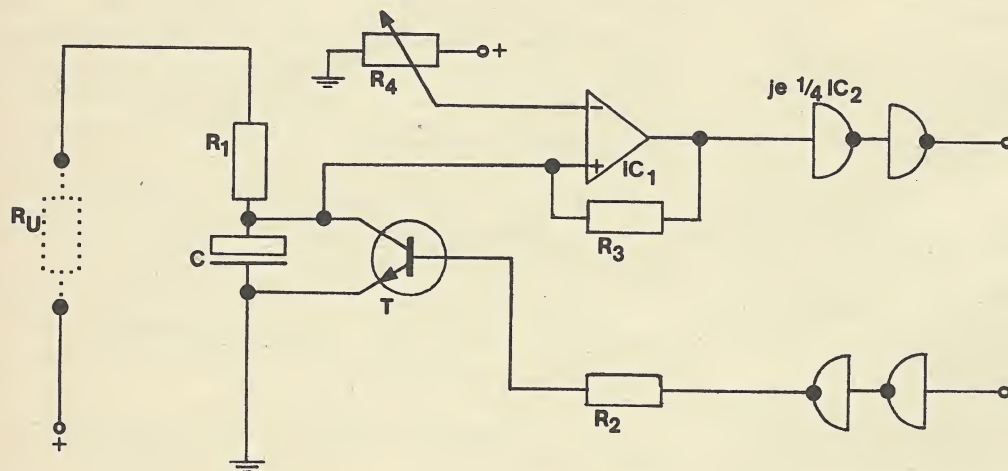 R4
+
je 1/4 IC2
R1
−
+
IC1
RU
R3
C
T
R2
+